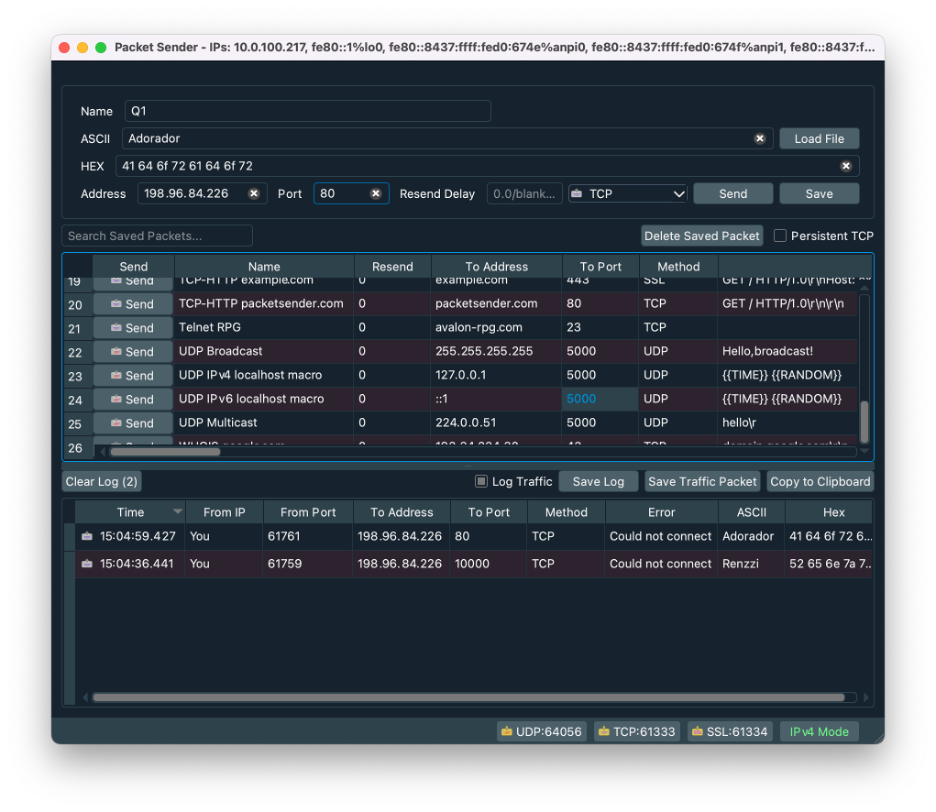 Packet Sender - IPs: 10.0.100.217, fe80::1%lo0, fe80::8437:ffff:fed0:674e%anpi0, fe80::8437:ffff:fed0:674f%anpi1, fe80::8437:f...
Name Q1
ASCII Adorador Load File
HEX 41 64 6f 72 61 64 6f 72
Address 198.96.84.226 Port 80 Resend Delay 0.0/blank... TCP Send Save
Search Saved Packets... Delete Saved Packet Persistent TCP
Send Name Resend To Address To Port Method
19 Send TCP-HTTP example.com 0 example.com 443 SSL GET / HTTP/1.0\r\nHost:
20 Send TCP-HTTP packetsender.com 0 packetsender.com 80 TCP GET / HTTP/1.0\r\n\r\n
21 Send Telnet RPG 0 avalon-rpg.com 23 TCP
22 Send UDP Broadcast 0 255.255.255.255 5000 UDP Hello,broadcast!
23 Send UDP IPv4 localhost macro 0 127.0.0.1 5000 UDP {{TIME}} {{RANDOM}}
24 Send UDP IPv6 localhost macro 0 ::1 5000 UDP {{TIME}} {{RANDOM}}
25 Send UDP Multicast 0 224.0.0.51 5000 UDP hello\r
26
Clear Log (2) Log Traffic Save Log Save Traffic Packet Copy to Clipboard
Time From IP From Port To Address To Port Method Error ASCII Hex
15:04:59.427 You 61761 198.96.84.226 80 TCP Could not connect Adorador 41 64 6f 72 6...
15:04:36.441 You 61759 198.96.84.226 10000 TCP Could not connect Renzzi 52 65 6e 7a 7...
UDP:64056 TCP:61333 SSL:61334 IPv4 Mode